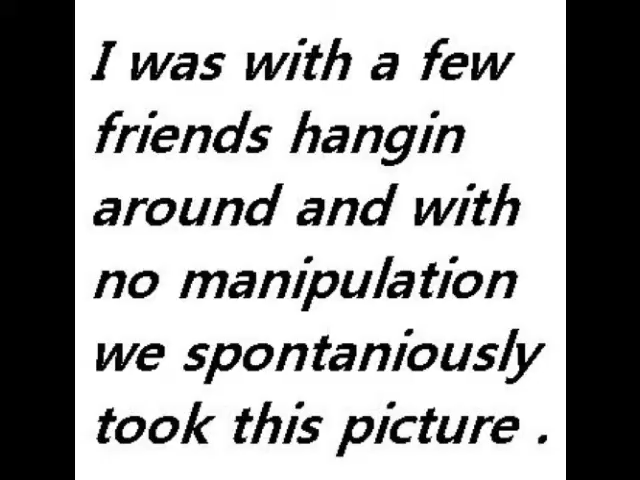 I was with a few
friends hangin
around and with
no manipulation
we spontaniously
took this picture .